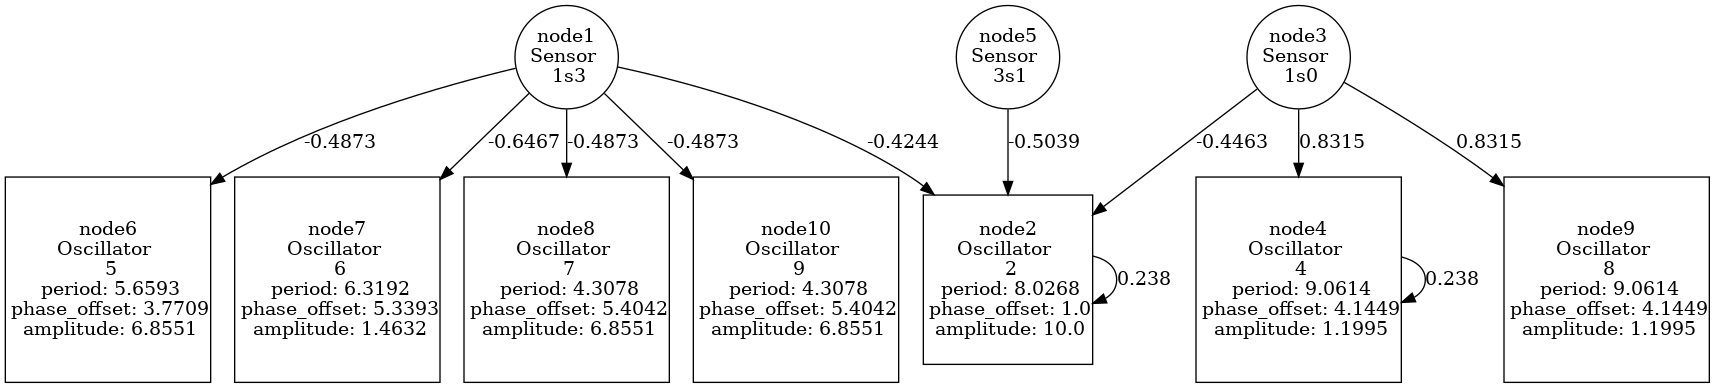 node1
Sensor
1s3
node5
Sensor
3s1
node3
Sensor
1s0
-0.4873
-0.6467
-0.4873
-0.4873
-0.4244
-0.5039
-0.4463
0.8315
0.8315
node6
Oscillator
5
period: 5.6593
phase_offset: 3.7709
amplitude: 6.8551
node7
Oscillator
6
period: 6.3192
phase_offset: 5.3393
amplitude: 1.4632
node8
Oscillator
7
period: 4.3078
phase_offset: 5.4042
amplitude: 6.8551
node10
Oscillator
9
period: 4.3078
phase_offset: 5.4042
amplitude: 6.8551
node2
Oscillator
2
period: 8.0268
phase_offset: 1.0
amplitude: 10.0
0.238
node4
Oscillator
4
period: 9.0614
phase_offset: 4.1449
amplitude: 1.1995
0.238
node9
Oscillator
8
period: 9.0614
phase_offset: 4.1449
amplitude: 1.1995